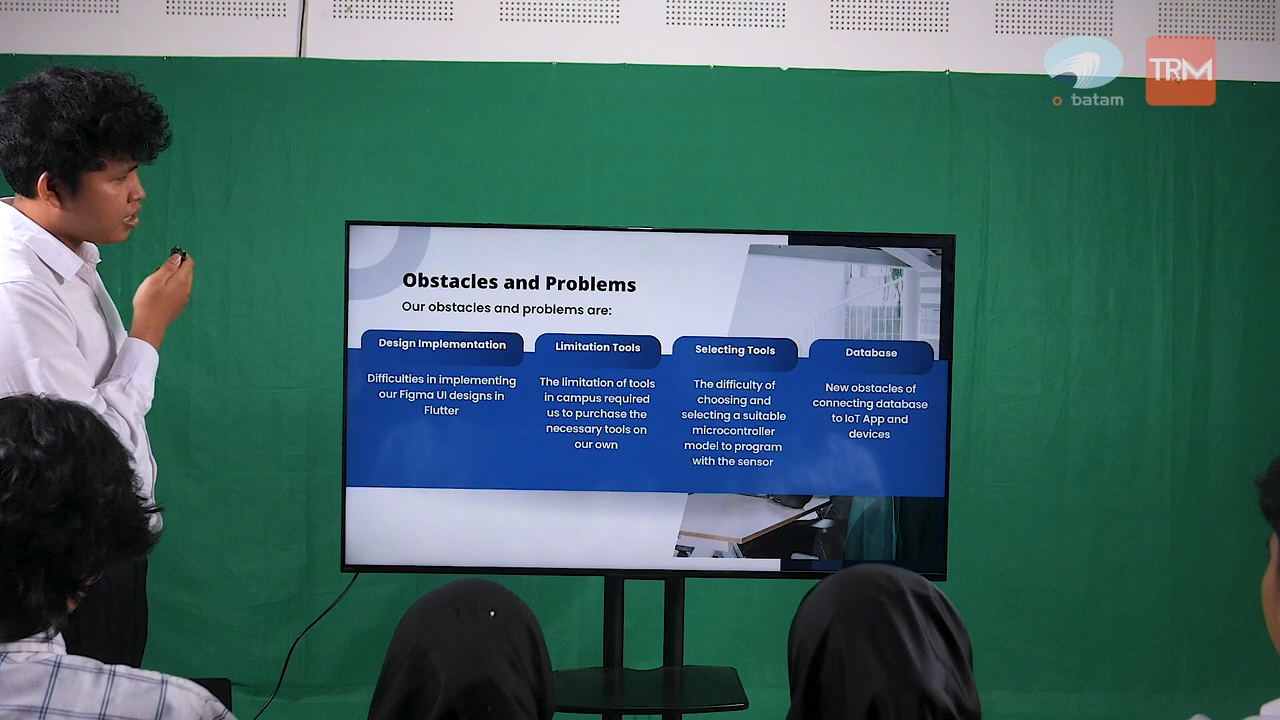 TRM
o batam
Obstacles and Problems
Our obstacles and problems are:
Design Implementation
Difficulties in implementing
our Figma UI designs in
Flutter
Limitation Tools
The limitation of tools
in campus required
us to purchase the
necessary tools on
our own
Selecting Tools
The difficulty of
choosing and
selecting a suitable
microcontroller
model to program
with the sensor
Database
New obstacles of
connecting database
to IoT App and
devices